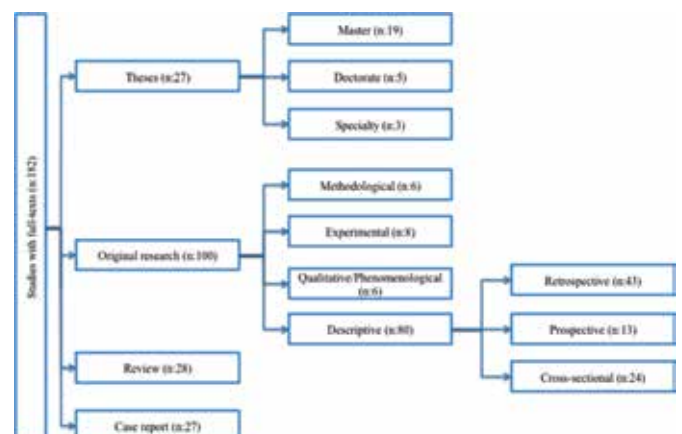 Studies with full-texts (n:182)
Theses (n:27)
Master (n:19)
Doctorate (n:5)
Specialty (n:3)
Original research (n:100)
Methodological (n:6)
Experimental (n:8)
Qualitative/Phenomenological
(n:6)
Descriptive (n:80)
Retrospective (n:43)
Prospective (n:13)
Cross-sectional (n:24)
Review (n:28)
Case report (n:27)